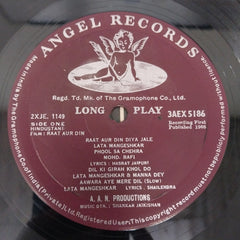 ANGEL RECORDS
Regd. Td. Mk. of The Gramophone Co., Ltd.
LONG PLAY
2XJE. 1149
3AEX 5186
SIDE ONE
Recording First
HINDUSTANI
Published 1966
Film: RAAT AUR DIN
RAAT AUR DIN DIYA JALE
LATA MANGESHKAR
PHOOL SA CHEHRA
MOHD. RAFI
LYRICS: HASRAT JAIPURI
DIL KI GIRAH KHOL DO
LATA MANGESHKAR & MANNA DEY
AWARA AYE MERE DIL (SLOW)
LATA MANGESHKAR LYRICS: SHAILENDRA
A. A. N. PRODUCTIONS
MUSIC DTR.: SHANKAR JAIKISHAN